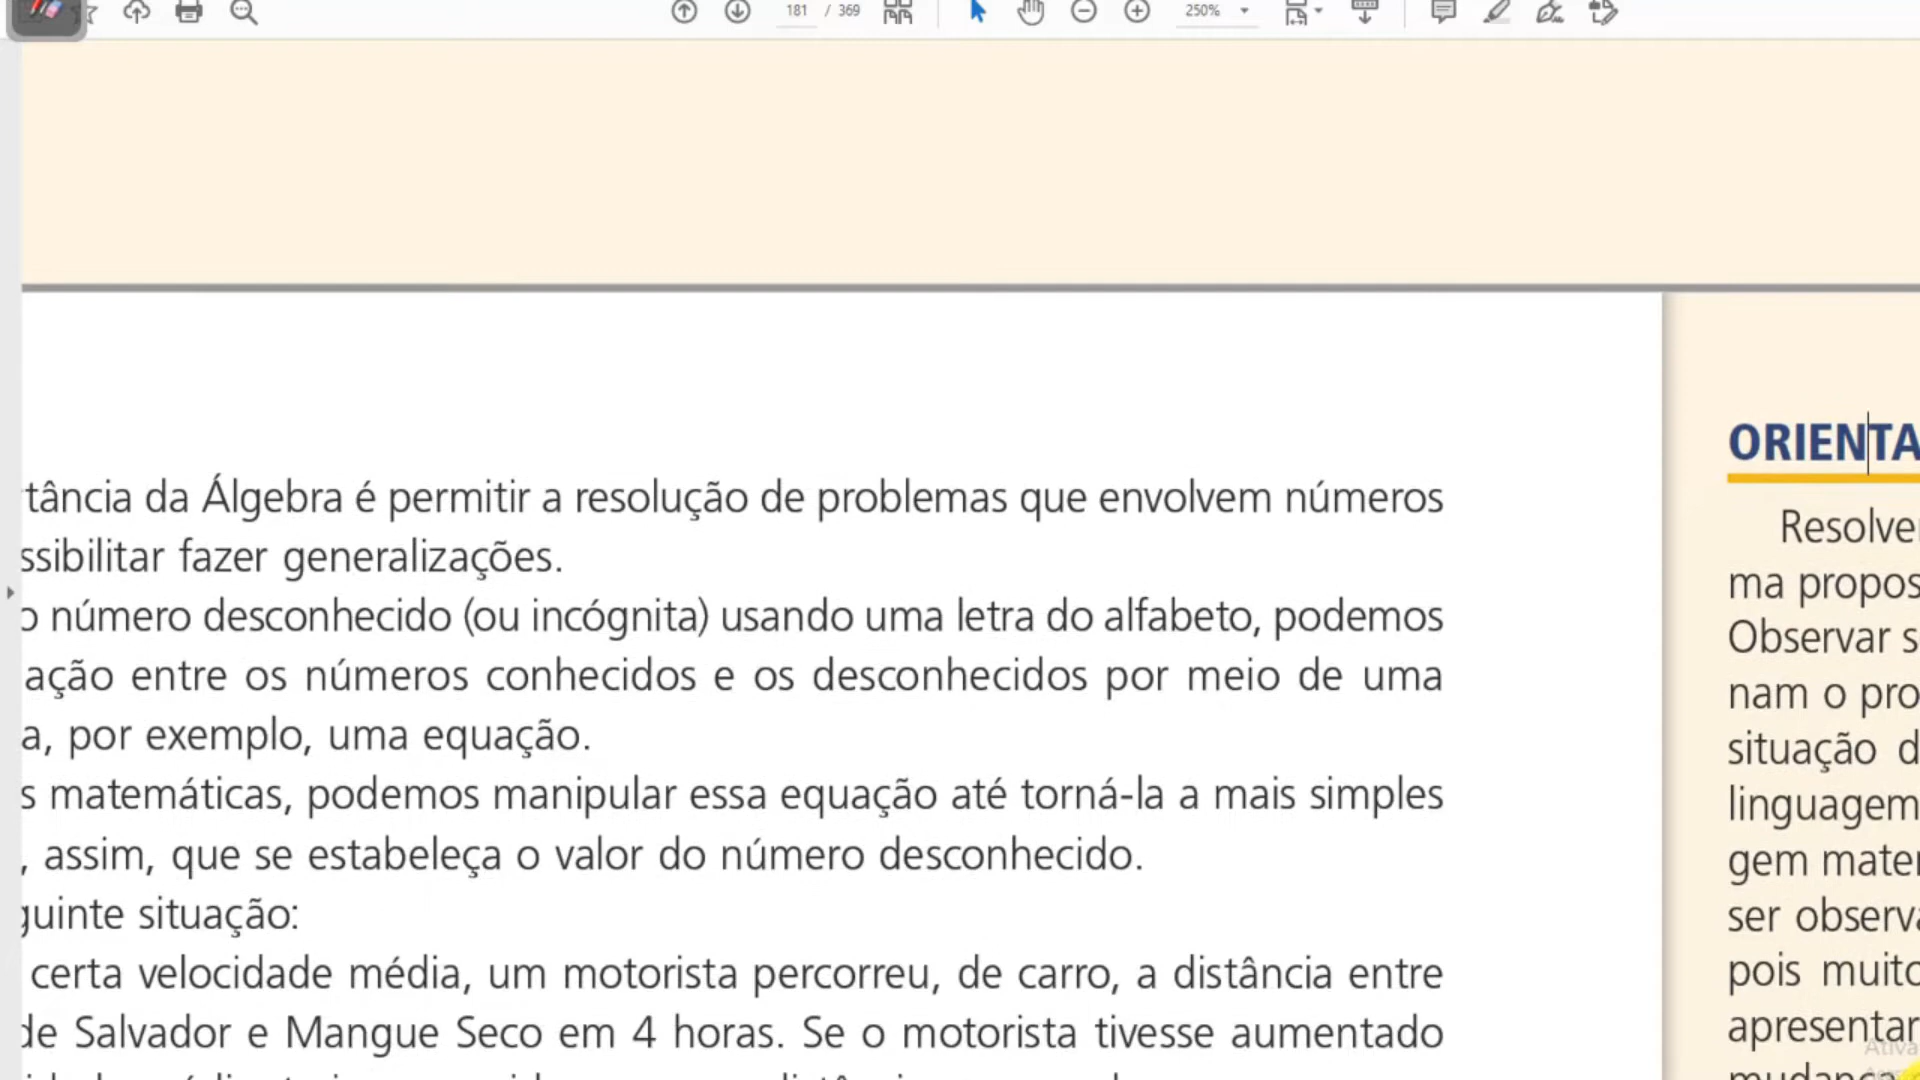 181 / 369
250%
tância da Álgebra é permitir a resolução de problemas que envolvem números
ssibilitar fazer generalizações.
o número desconhecido (ou incógnita) usando uma letra do alfabeto, podemos
ação entre os números conhecidos e os desconhecidos por meio de uma
a, por exemplo, uma equação.
s matemáticas, podemos manipular essa equação até torná-la a mais simples
, assim, que se estabeleça o valor do número desconhecido.
guinte situação:
certa velocidade média, um motorista percorreu, de carro, a distância entre
de Salvador e Mangue Seco em 4 horas. Se o motorista tivesse aumentado
ORIENTA
Resolve
ma propos
Observar s
nam o pro
situação d
linguagem
gem mater
ser observa
pois muito
apresentar
mudança
Ativa